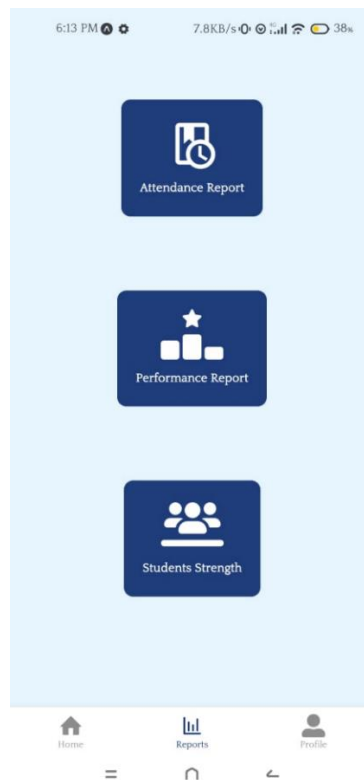 6:13 PM 7.8KB/s 38%
Attendance Report
Performance Report
Students Strength
Home Reports Profile